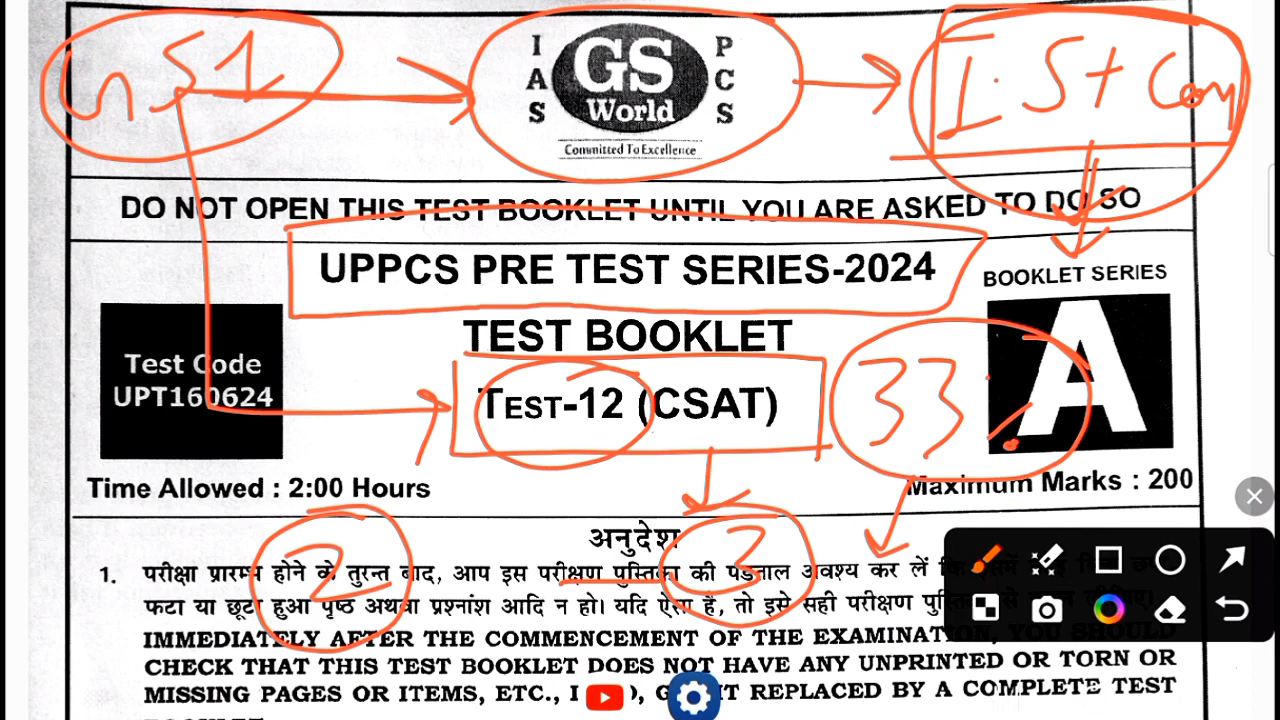 GS1
I A S
GS World
P C S
I. S + Com
Committed To Excellence
DO NOT OPEN THIS TEST BOOKLET UNTIL YOU ARE ASKED TO DO SO
UPPCS PRE TEST SERIES-2024
BOOKLET SERIES
A
TEST BOOKLET
Test Code
UPT160624
TEST-12 (CSAT)
33%
Time Allowed : 2:00 Hours
Maximum Marks : 200
2
3
अनुदेश
1. परीक्षा प्रारम्भ होने के तुरन्त बाद, आप इस परीक्षण पुस्तिका की पड़ताल अवश्य कर लें
फटा या छूटा हुआ पृष्ठ अथवा प्रश्नांश आदि न हो। यदि ऐसा है, तो इसे सही परीक्षण
IMMEDIATELY AFTER THE COMMENCEMENT OF THE EXAMINATION, YOU SHOULD
CHECK THAT THIS TEST BOOKLET DOES NOT HAVE ANY UNPRINTED OR TORN OR
MISSING PAGES OR ITEMS, ETC., REPLACED BY A COMPLETE TEST